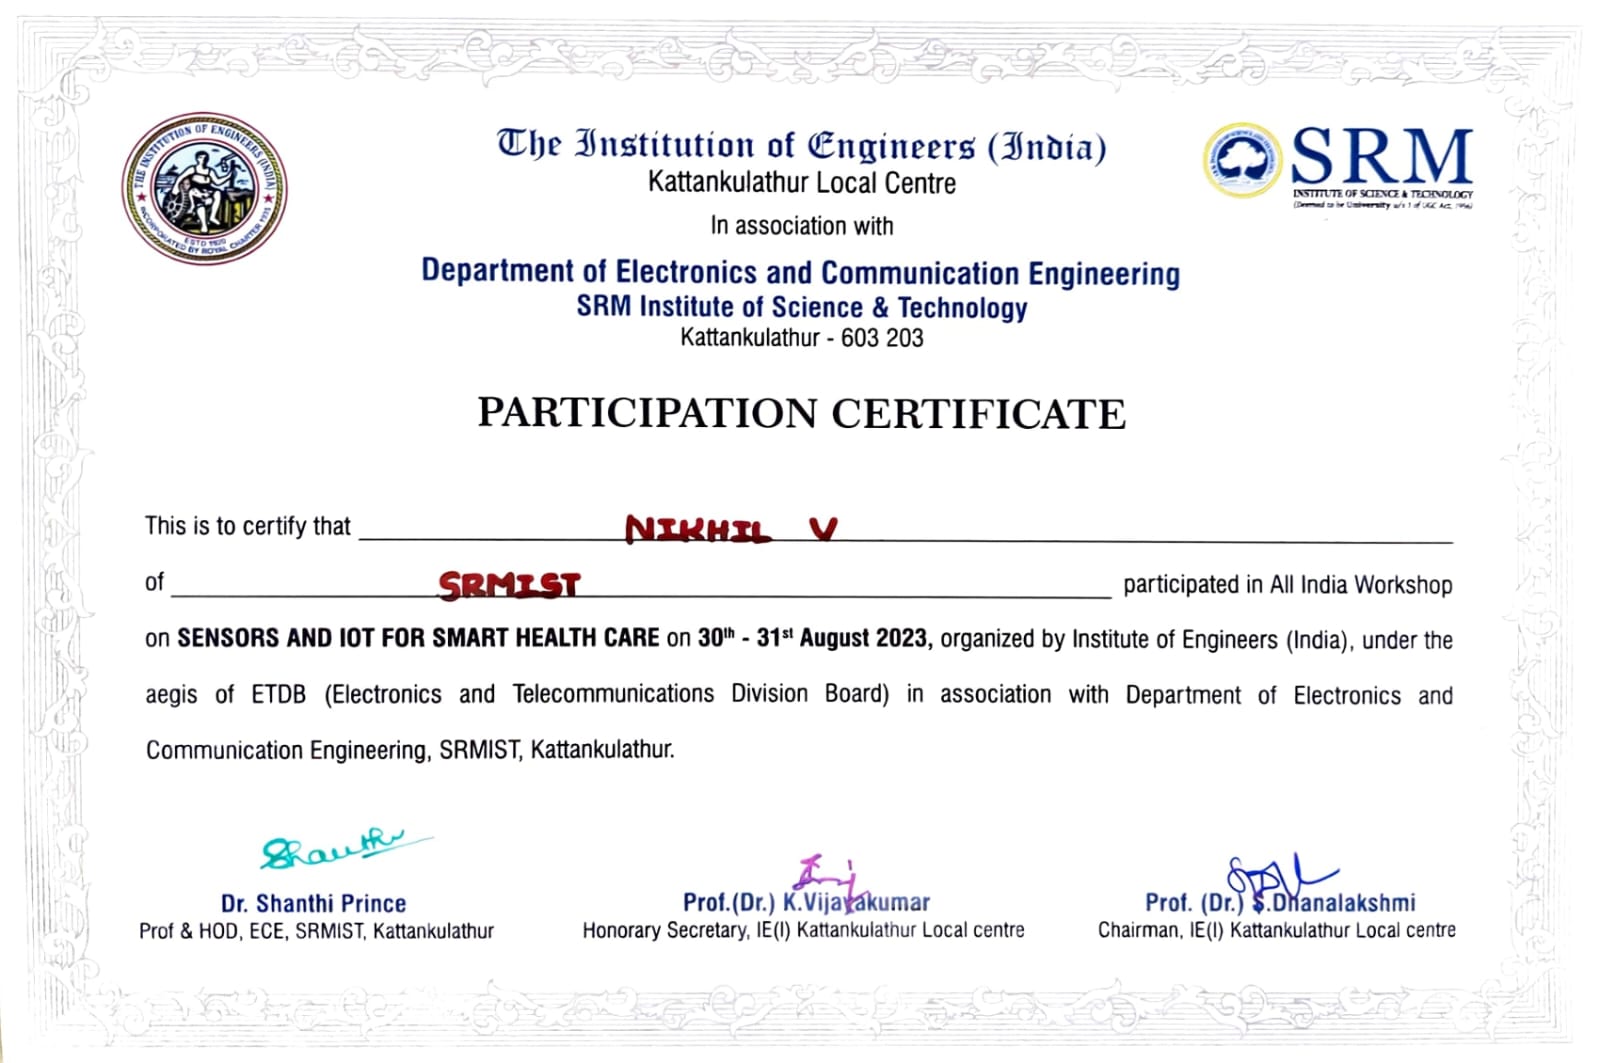 THE INSTITUTION OF ENGINEERS (INDIA)
ESTD 1920
INCORPORATED BY ROYAL CHARTER 1935
The Institution of Engineers (India)
Kattankulathur Local Centre
In association with
Department of Electronics and Communication Engineering
SRM Institute of Science & Technology
Kattankulathur - 603 203
SRM
INSTITUTE OF SCIENCE & TECHNOLOGY
(Deemed to be University u/s 3 of UGC Act, 1956)
PARTICIPATION CERTIFICATE
This is to certify that NIKHIL V
of SRMIST participated in All India Workshop
on SENSORS AND IOT FOR SMART HEALTH CARE on 30th - 31st August 2023, organized by Institute of Engineers (India), under the
aegis of ETDB (Electronics and Telecommunications Division Board) in association with Department of Electronics and
Communication Engineering, SRMIST, Kattankulathur.
Shanthi
Dr. Shanthi Prince
Prof & HOD, ECE, SRMIST, Kattankulathur
Prof.(Dr.) K.Vijayakumar
Honorary Secretary, IE(I) Kattankulathur Local centre
Prof. (Dr.) S.Dhanalakshmi
Chairman, IE(I) Kattankulathur Local centre